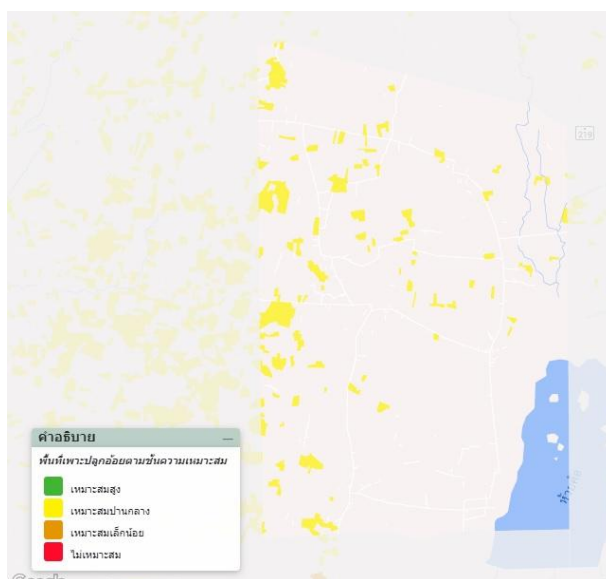 219
คำอธิบาย
พื้นที่เพาะปลูกอ้อยตามชั้นความเหมาะสม
เหมาะสมสูง
เหมาะสมปานกลาง
เหมาะสมเล็กน้อย
ไม่เหมาะสม
Google